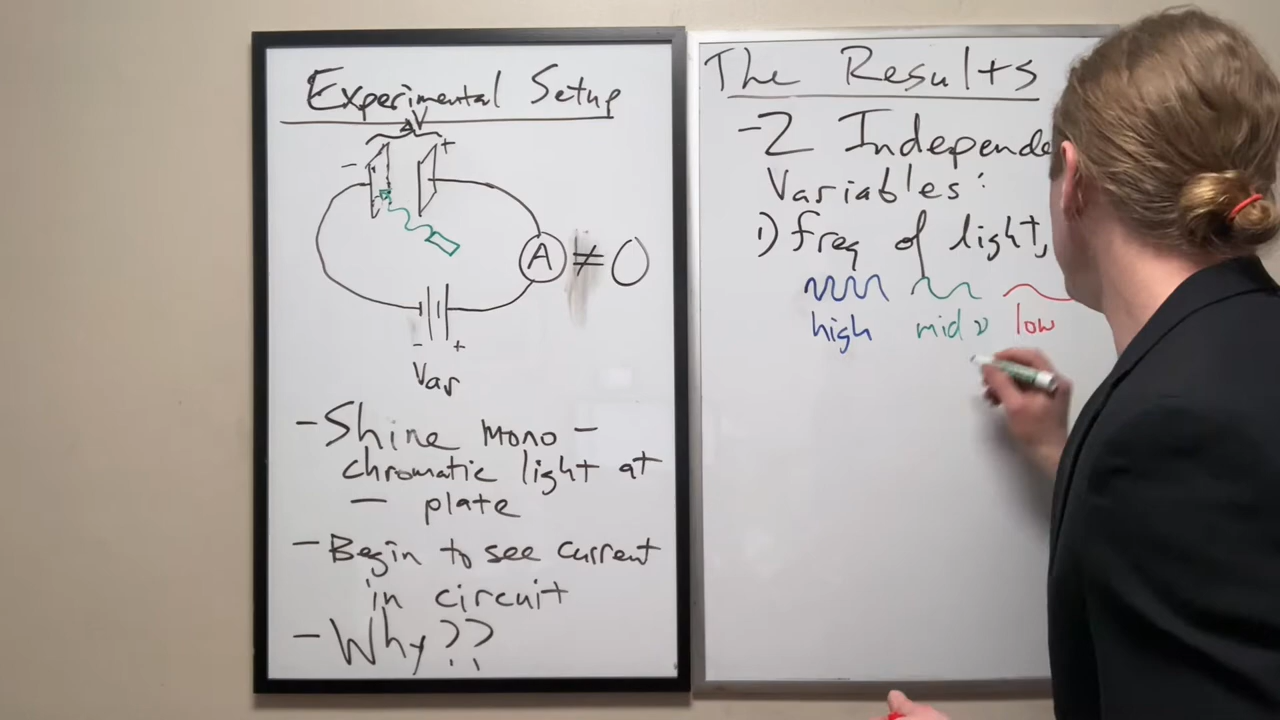 Experimental Setup
ΔV
- +
A ≠ 0
- +
Var
- Shine mono-
chromatic light at
- plate
- Begin to see current
in circuit
- Why??
The Results
- 2 Independe
Variables:
1) freq of light,
high mid ν low